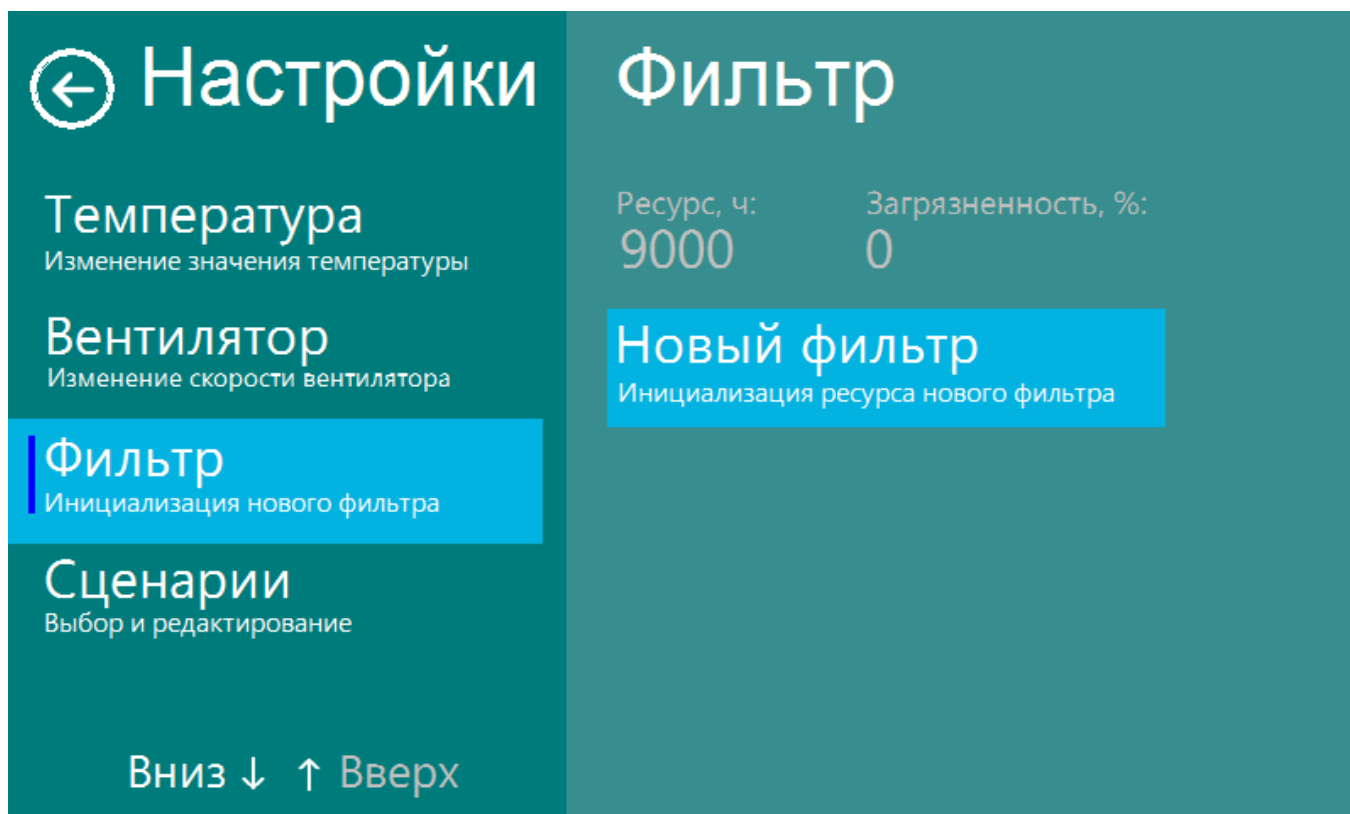 Настройки
Температура
Изменение значения температуры
Вентилятор
Изменение скорости вентилятора
Фильтр
Инициализация нового фильтра
Сценарии
Выбор и редактирование
Вниз ↓ ↑ Вверх
Фильтр
Ресурс, ч: Загрязненность, %:
9000 0
Новый фильтр
Инициализация ресурса нового фильтра